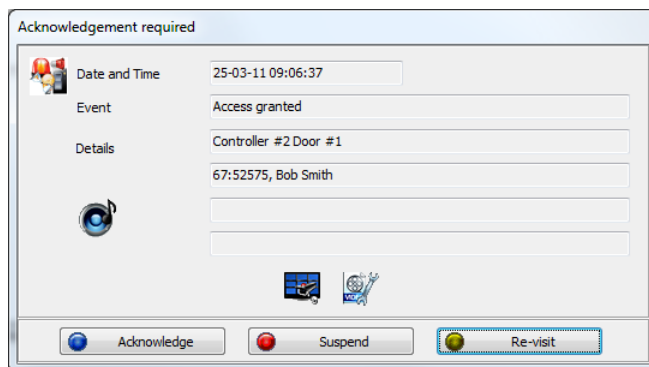 Acknowledgement required
Date and Time 25-03-11 09:06:37
Event Access granted
Details Controller #2 Door #1
67:52575, Bob Smith
VIDEO
Acknowledge Suspend Re-visit